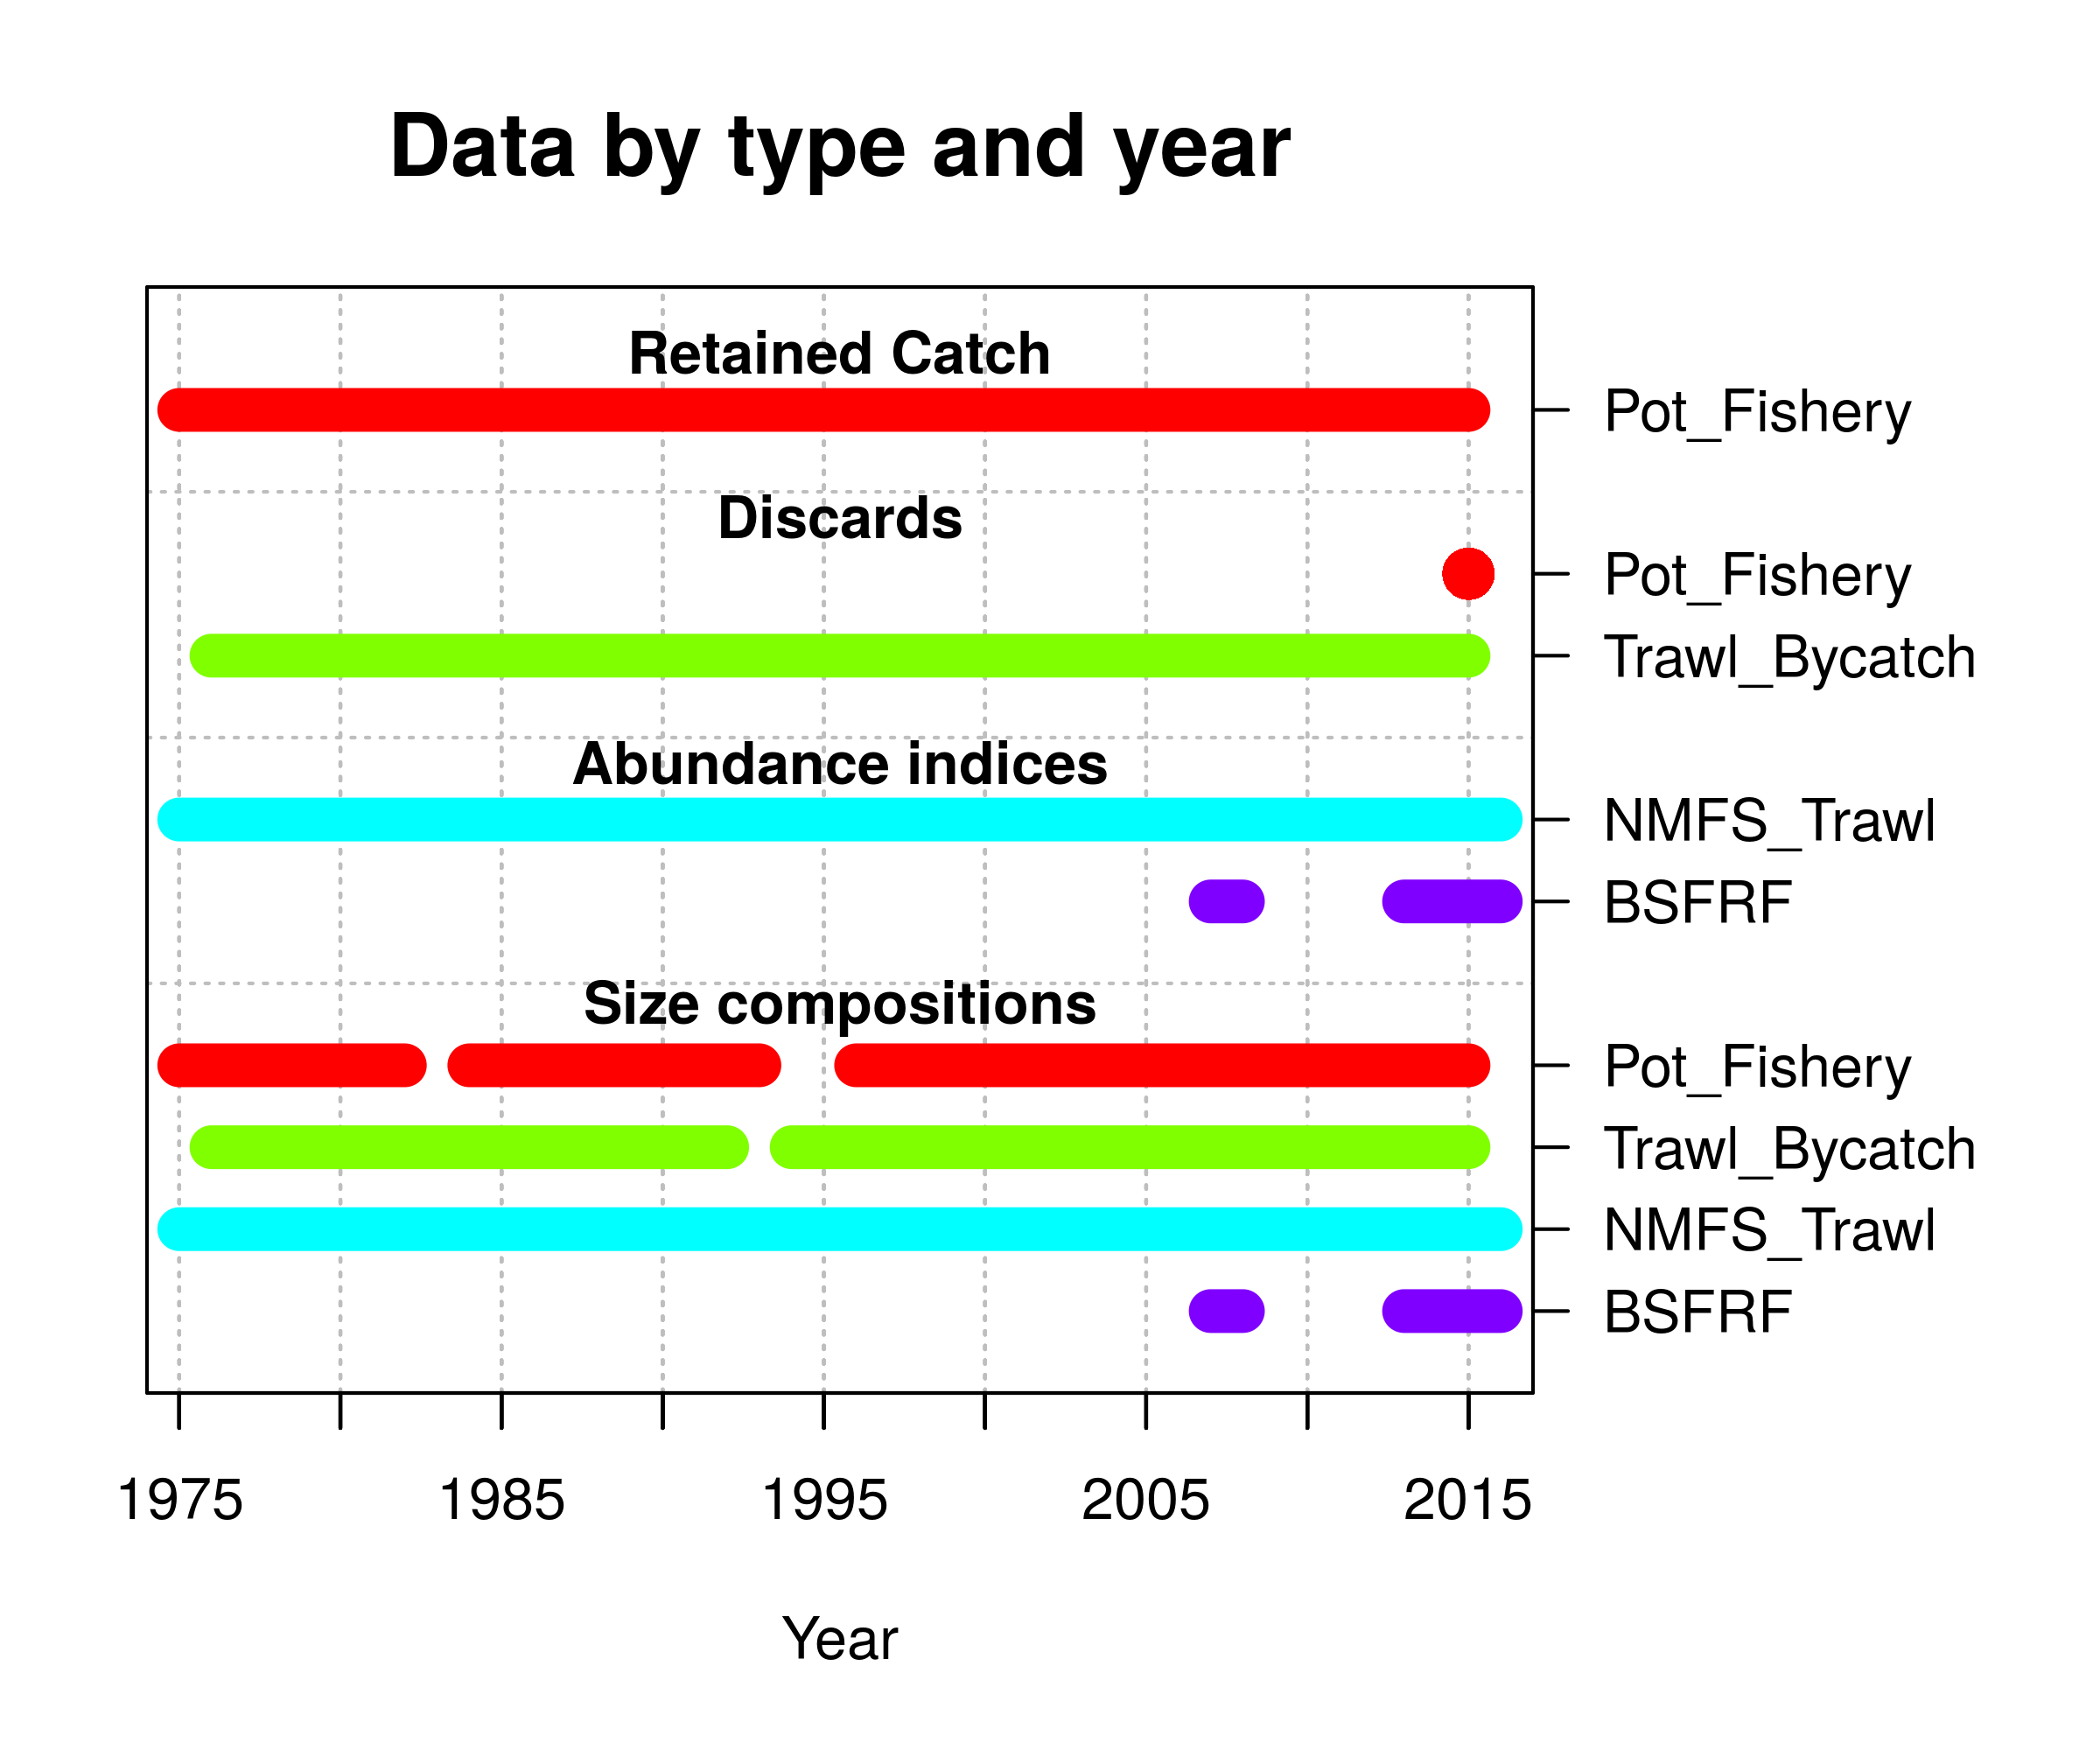 Data by type and year
Retained Catch
Pot_Fishery
Discards
Pot_Fishery
Trawl_Bycatch
Abundance indices
NMFS_Trawl
BSFRF
Size compositions
Pot_Fishery
Trawl_Bycatch
NMFS_Trawl
BSFRF
1975 1985 1995 2005 2015
Year